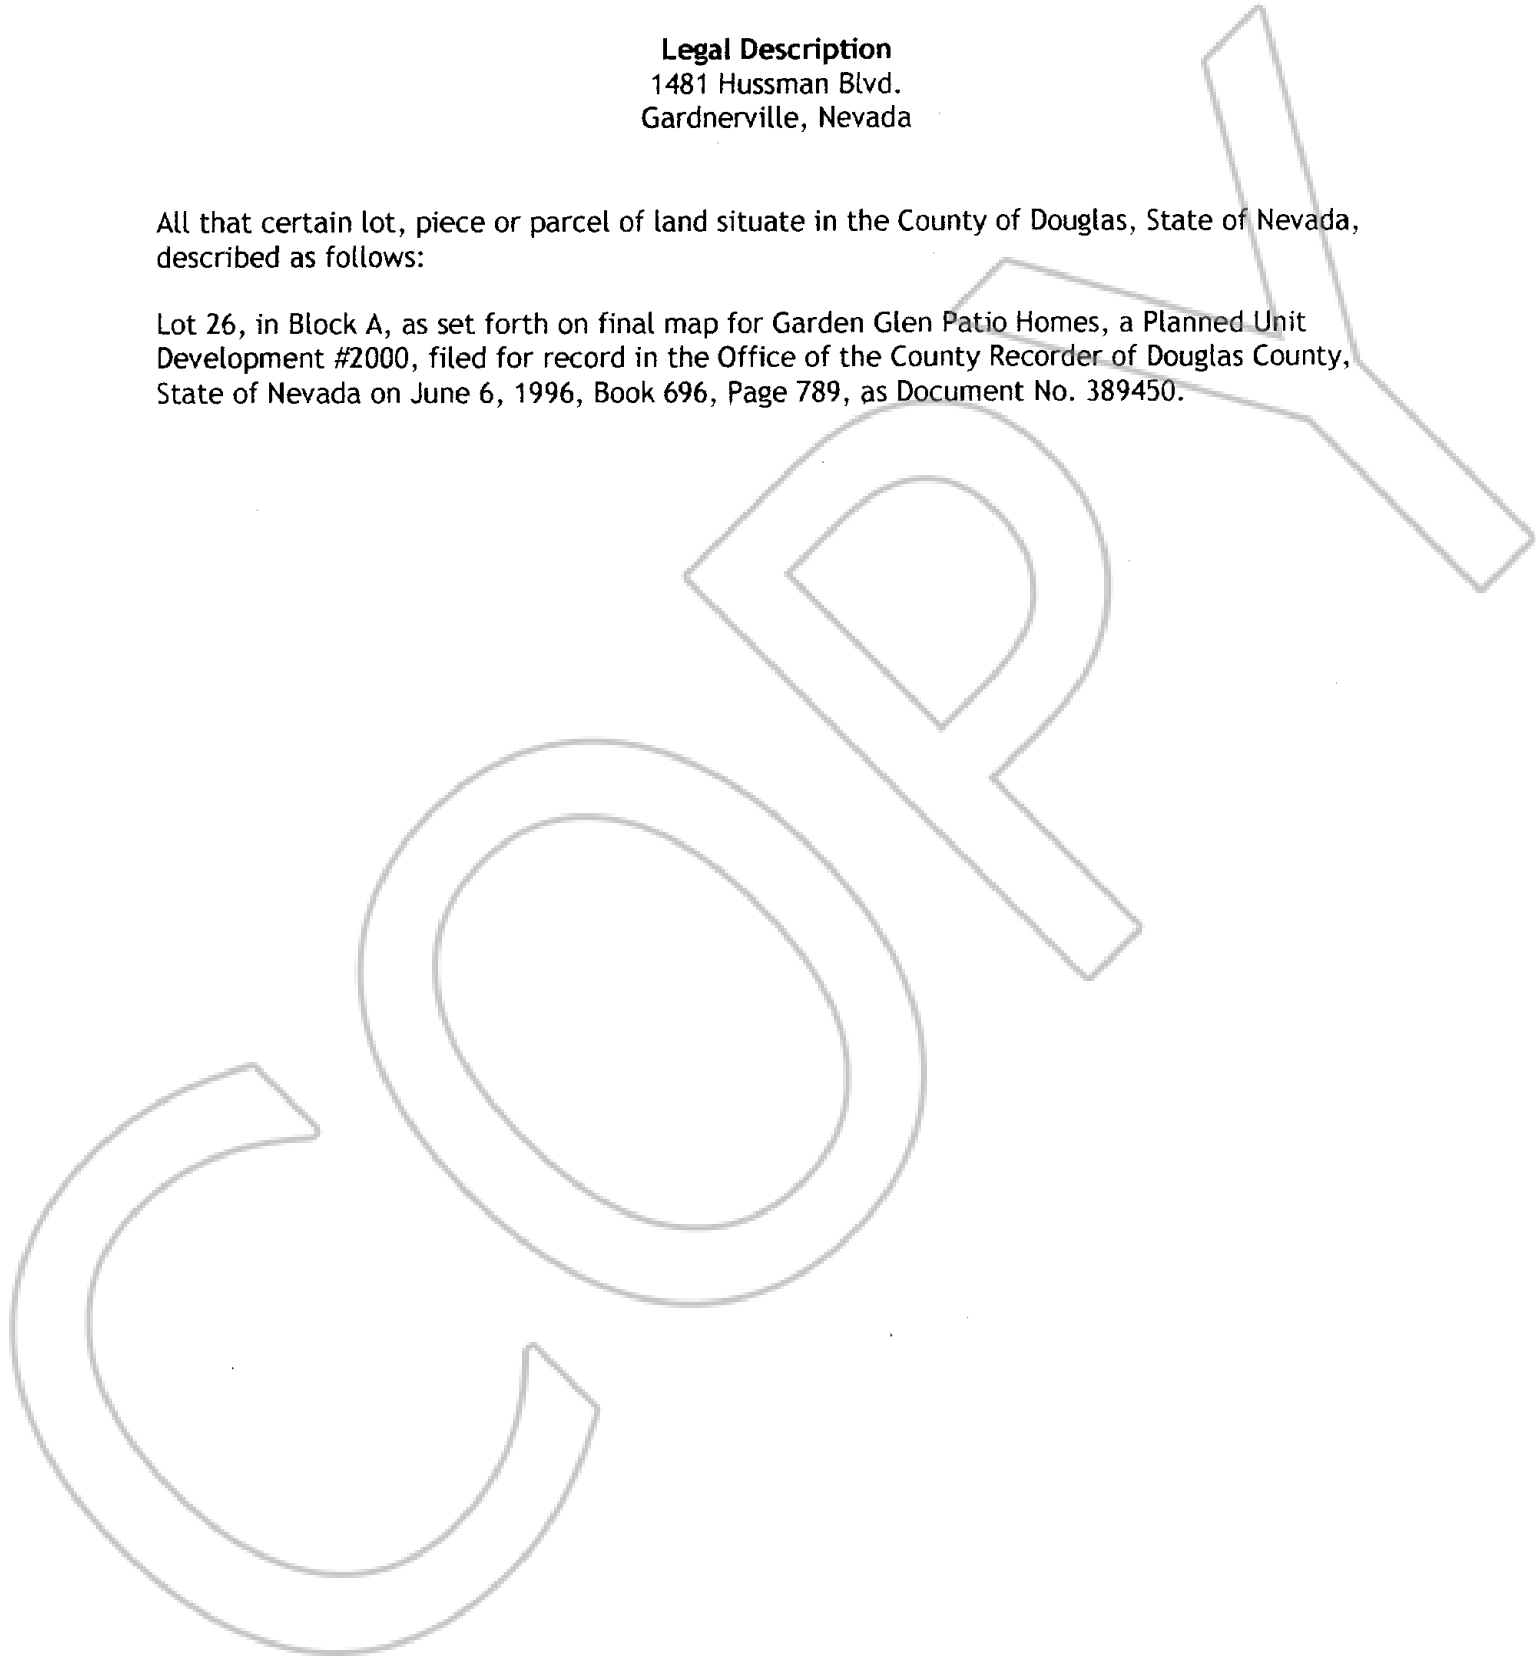 Legal Description
1481 Hussman Blvd.
Gardnerville, Nevada
All that certain lot, piece or parcel of land situate in the County of Douglas, State of Nevada,
described as follows:
Lot 26, in Block A, as set forth on final map for Garden Glen Patio Homes, a Planned Unit
Development #2000, filed for record in the Office of the County Recorder of Douglas County,
State of Nevada on June 6, 1996, Book 696, Page 789, as Document No. 389450.
COPY